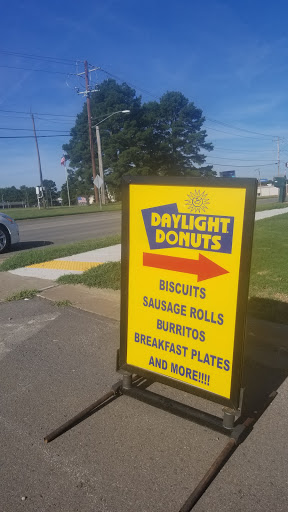 DAYLIGHT
DONUTS
BISCUITS
SAUSAGE ROLLS
BURRITOS
BREAKFAST PLATES
AND MORE!!!!